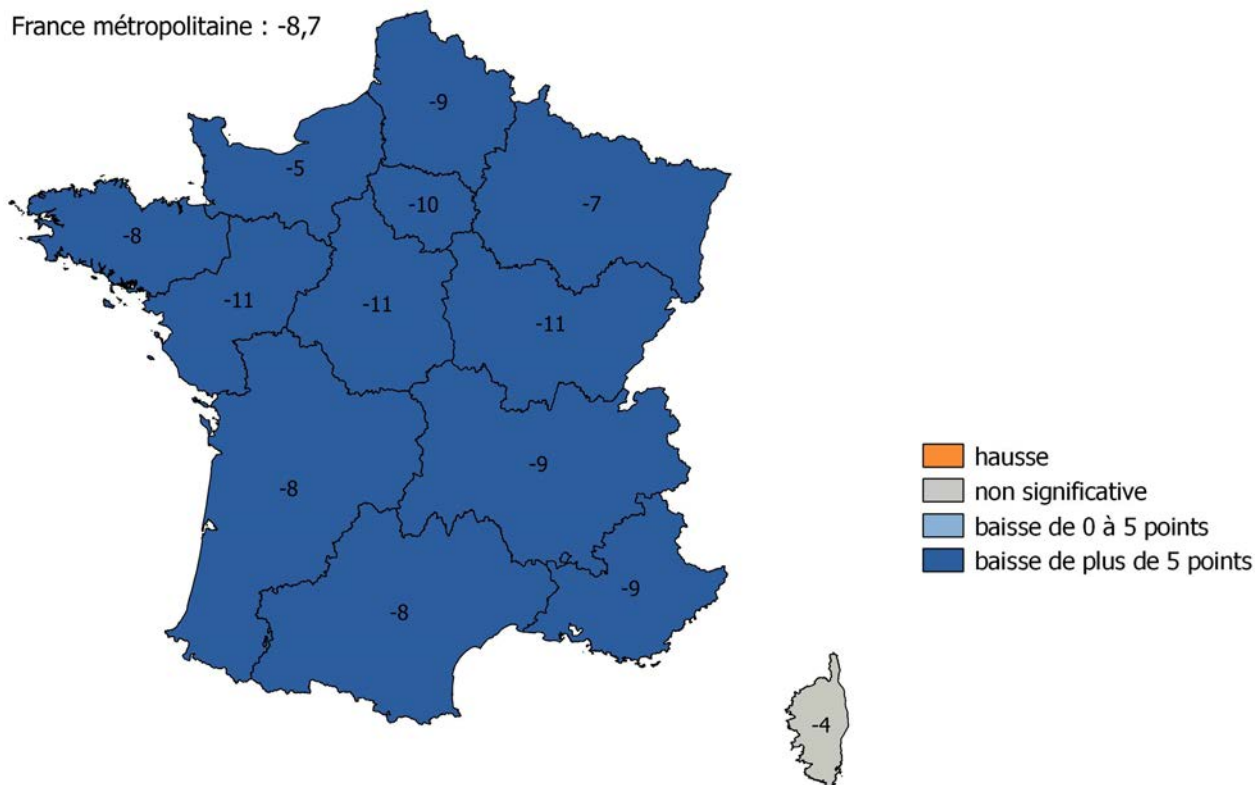 France métropolitaine : -8,7
-9
-5
-10
-7
-8
-11
-11
-11
-9
-8
-9
-8
-4
hausse
non significative
baisse de 0 à 5 points
baisse de plus de 5 points